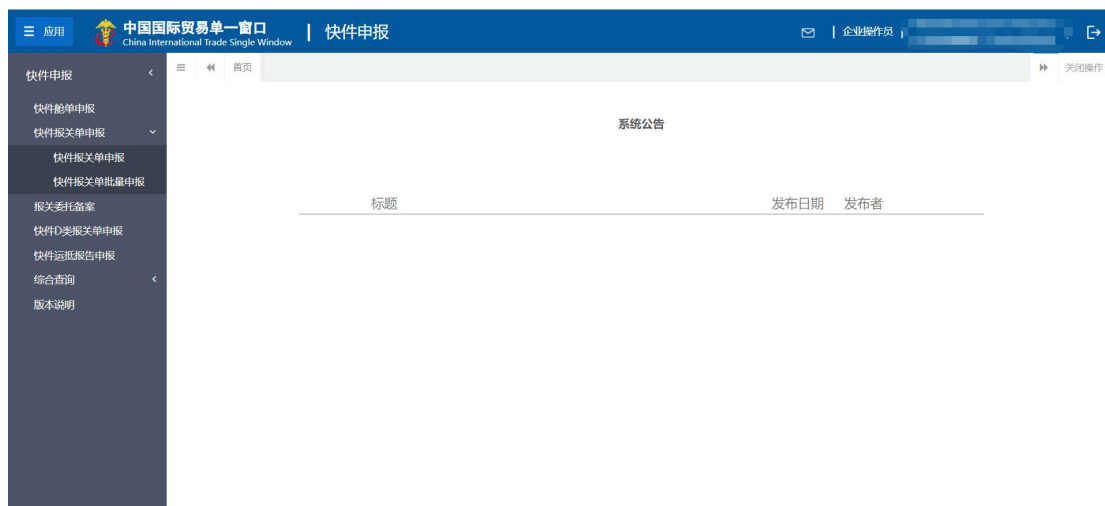 应用
中国国际贸易单一窗口
China International Trade Single Window
快件申报
企业操作员
快件申报
首页
关闭操作
快件舱单申报
快件报关单申报
快件报关单申报
快件报关单批量申报
报关委托备案
快件D类报关单申报
快件运抵报告申报
综合查询
版本说明
系统公告
标题 发布日期 发布者